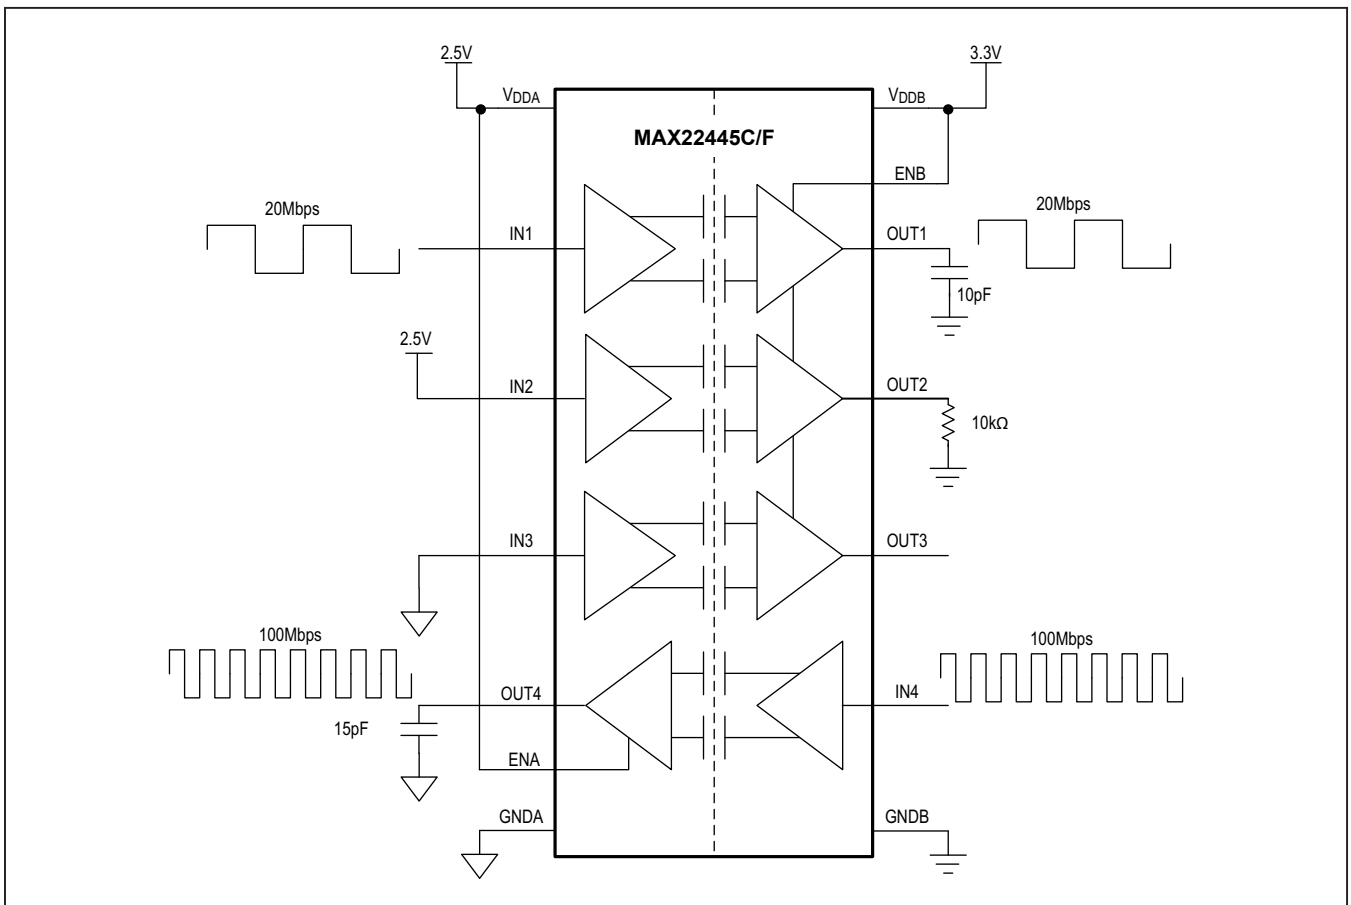 2.5V
3.3V
VDDA
VDDB
MAX22445C/F
ENB
20Mbps
IN1
OUT1
20Mbps
10pF
2.5V
IN2
OUT2
10kΩ
IN3
OUT3
100Mbps
100Mbps
OUT4
IN4
15pF
ENA
GNDA
GNDB